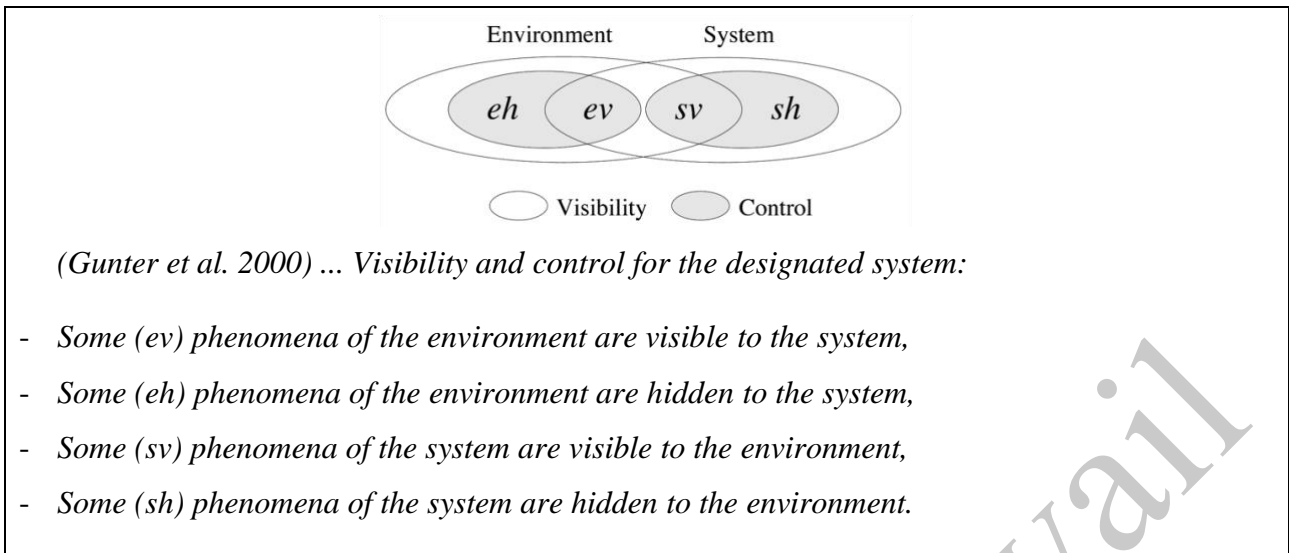 Environment System
eh ev sv sh
Visibility Control
(Gunter et al. 2000) ... Visibility and control for the designated system:
- Some (ev) phenomena of the environment are visible to the system,
- Some (eh) phenomena of the environment are hidden to the system,
- Some (sv) phenomena of the system are visible to the environment,
- Some (sh) phenomena of the system are hidden to the environment.
vail